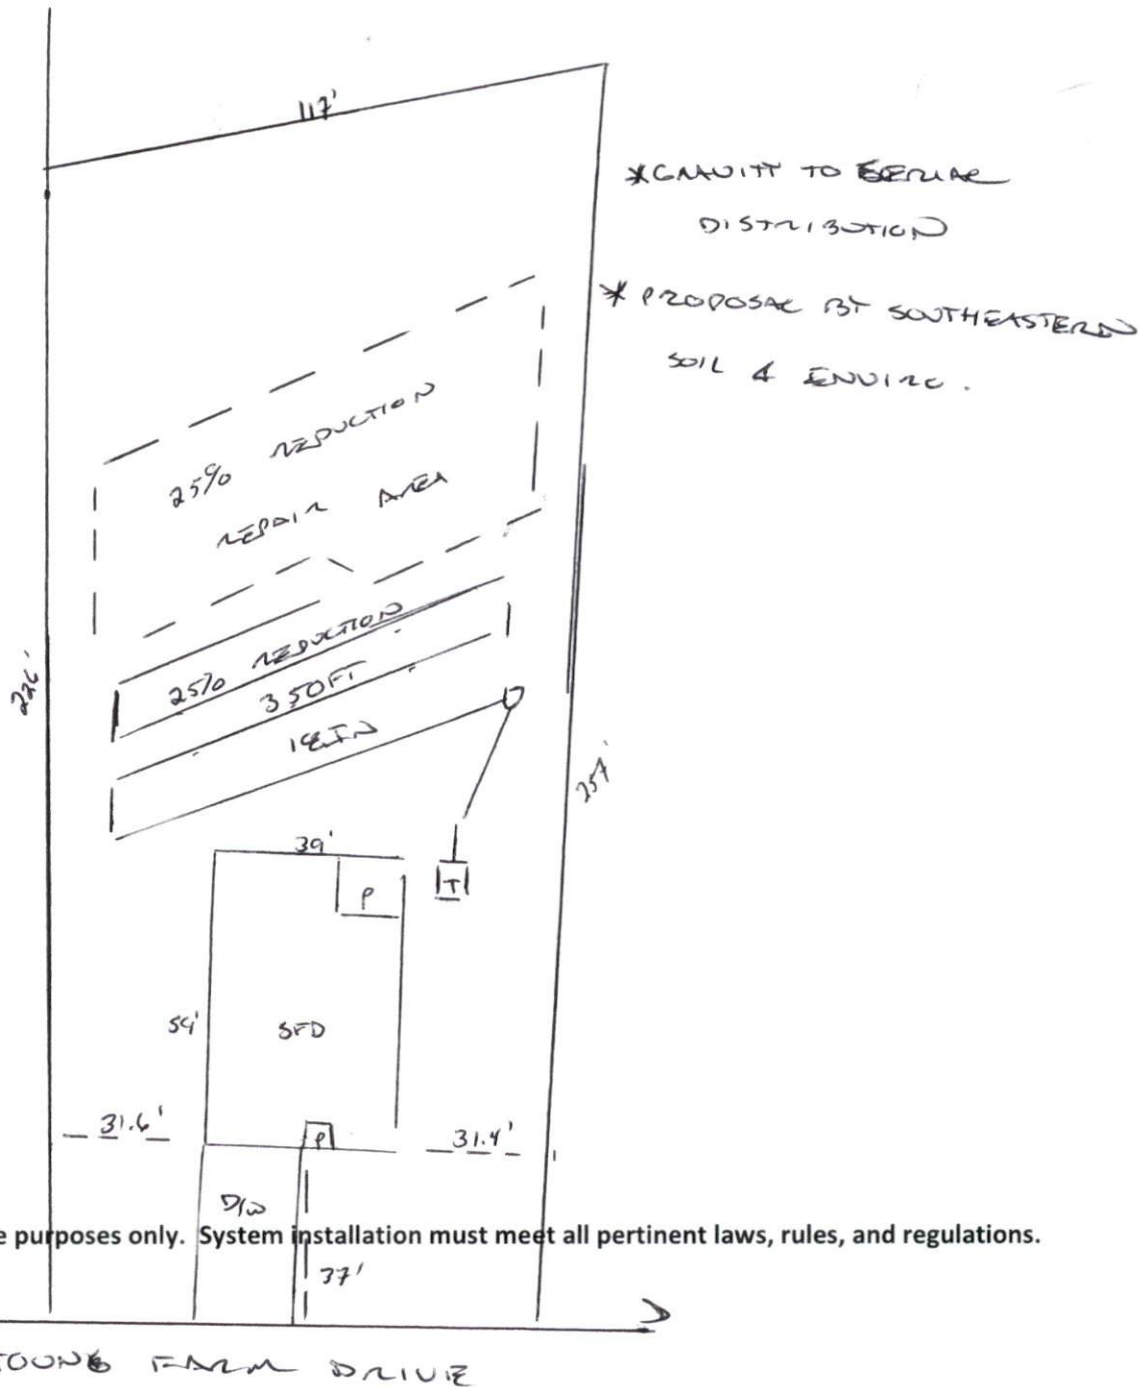 117'
*GRAVITY TO SERIAL
DISTRIBUTION
* PROPOSAL BY SOUTHEASTERN
SOIL & ENVIRO.
25% REDUCTION
REPAIR AREA
25% REDUCTION
350FT
18IN
226'
257'
39'
P
T
54'
SFD
31.6'
P
31.4'
D/W
e purposes only. System installation must meet all pertinent laws, rules, and regulations.
37'
YOUNG FARM DRIVE